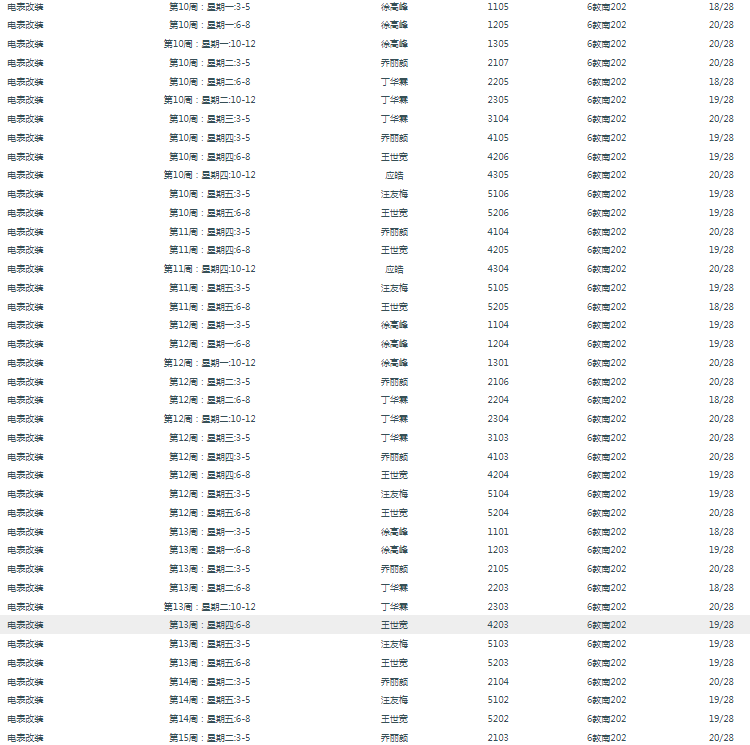 电表改装 第10周：星期一:3-5 徐高峰 1105 6教南202 18/28
电表改装 第10周：星期一:6-8 徐高峰 1205 6教南202 20/28
电表改装 第10周：星期一:10-12 徐高峰 1305 6教南202 20/28
电表改装 第10周：星期二:3-5 乔丽颜 2107 6教南202 20/28
电表改装 第10周：星期二:6-8 丁华霖 2205 6教南202 18/28
电表改装 第10周：星期二:10-12 丁华霖 2305 6教南202 19/28
电表改装 第10周：星期三:3-5 丁华霖 3104 6教南202 20/28
电表改装 第10周：星期四:3-5 乔丽颜 4105 6教南202 19/28
电表改装 第10周：星期四:6-8 王世宽 4206 6教南202 19/28
电表改装 第10周：星期四:10-12 应皓 4305 6教南202 20/28
电表改装 第10周：星期五:3-5 汪友梅 5106 6教南202 19/28
电表改装 第10周：星期五:6-8 王世宽 5206 6教南202 19/28
电表改装 第11周：星期四:3-5 乔丽颜 4104 6教南202 20/28
电表改装 第11周：星期四:6-8 王世宽 4205 6教南202 19/28
电表改装 第11周：星期四:10-12 应皓 4304 6教南202 20/28
电表改装 第11周：星期五:3-5 汪友梅 5105 6教南202 19/28
电表改装 第11周：星期五:6-8 王世宽 5205 6教南202 18/28
电表改装 第12周：星期一:3-5 徐高峰 1104 6教南202 19/28
电表改装 第12周：星期一:6-8 徐高峰 1204 6教南202 19/28
电表改装 第12周：星期一:10-12 徐高峰 1301 6教南202 20/28
电表改装 第12周：星期二:3-5 乔丽颜 2106 6教南202 20/28
电表改装 第12周：星期二:6-8 丁华霖 2204 6教南202 18/28
电表改装 第12周：星期二:10-12 丁华霖 2304 6教南202 20/28
电表改装 第12周：星期三:3-5 丁华霖 3103 6教南202 20/28
电表改装 第12周：星期四:3-5 乔丽颜 4103 6教南202 20/28
电表改装 第12周：星期四:6-8 王世宽 4204 6教南202 19/28
电表改装 第12周：星期五:3-5 汪友梅 5104 6教南202 19/28
电表改装 第12周：星期五:6-8 王世宽 5204 6教南202 20/28
电表改装 第13周：星期一:3-5 徐高峰 1101 6教南202 18/28
电表改装 第13周：星期一:6-8 徐高峰 1203 6教南202 19/28
电表改装 第13周：星期二:3-5 乔丽颜 2105 6教南202 20/28
电表改装 第13周：星期二:6-8 丁华霖 2203 6教南202 18/28
电表改装 第13周：星期二:10-12 丁华霖 2303 6教南202 20/28
电表改装 第13周：星期四:6-8 王世宽 4203 6教南202 19/28
电表改装 第13周：星期五:3-5 汪友梅 5103 6教南202 19/28
电表改装 第13周：星期五:6-8 王世宽 5203 6教南202 19/28
电表改装 第14周：星期二:3-5 乔丽颜 2104 6教南202 20/28
电表改装 第14周：星期五:3-5 汪友梅 5102 6教南202 19/28
电表改装 第14周：星期五:6-8 王世宽 5202 6教南202 19/28
电表改装 第15周：星期二:3-5 乔丽颜 2103 6教南202 20/28